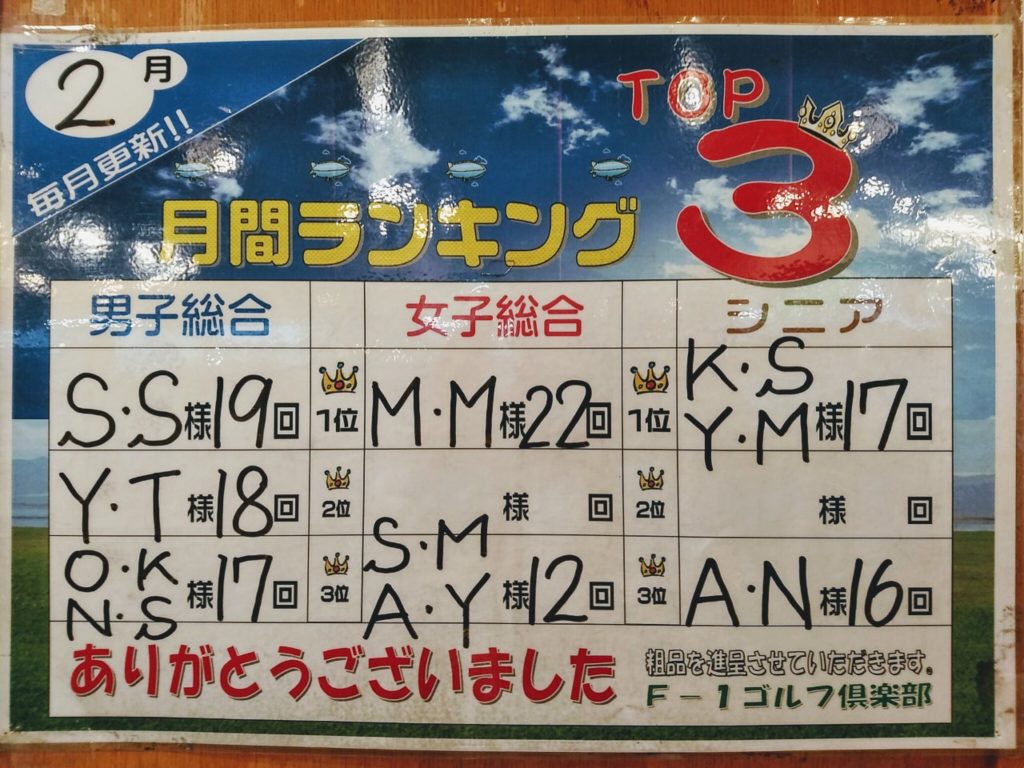 2月
毎月更新!!
TOP
3
月間ランキング
男子総合 女子総合 シニア
S・S様19回 1位 M・M様22回 1位 K・S
Y・M様17回
Y・T様18回 2位 様 回 2位 様 回
O・K
N・S様17回 3位 S・M
A・Y様12回 3位 A・N様16回
ありがとうございました
粗品を進呈させていただきます。
F-1ゴルフ倶楽部